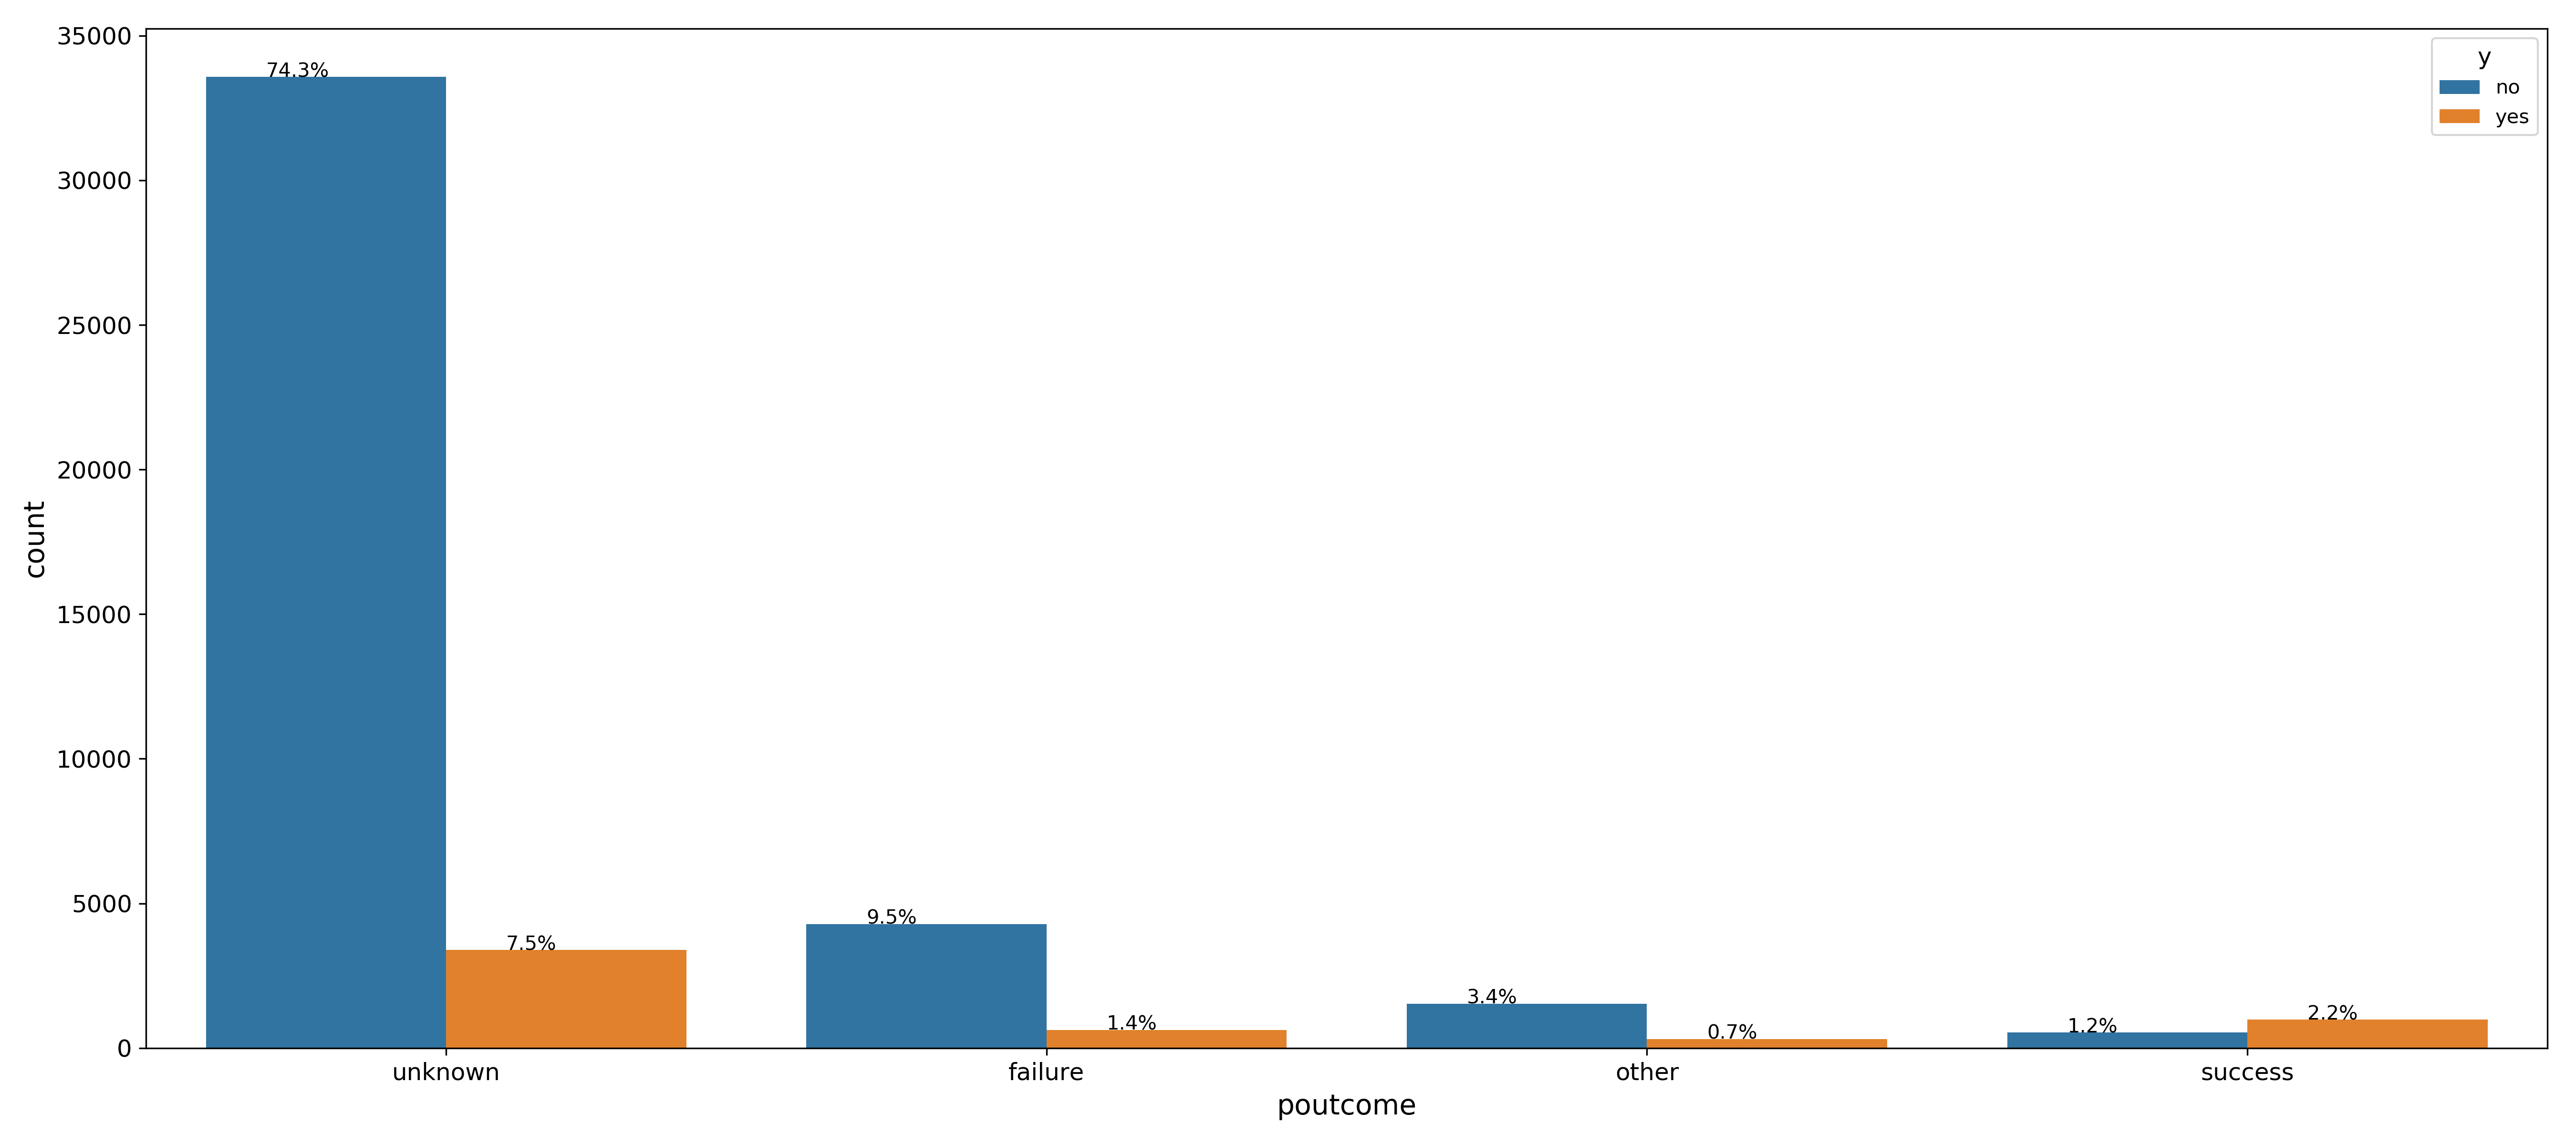 35000
30000
25000
20000
15000
10000
5000
0
count
74.3%
7.5%
9.5%
1.4%
3.4%
0.7%
1.2%
2.2%
unknown
failure
other
success
poutcome
y
no
yes